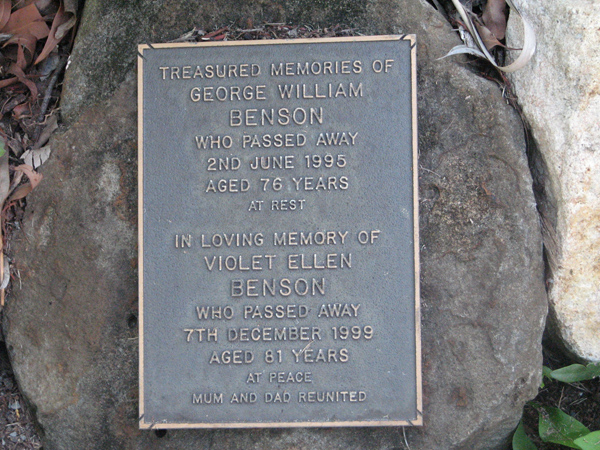 TREASURED MEMORIES OF
GEORGE WILLIAM
BENSON
WHO PASSED AWAY
2ND JUNE 1995
AGED 76 YEARS
AT REST
IN LOVING MEMORY OF
VIOLET ELLEN
BENSON
WHO PASSED AWAY
7TH DECEMBER 1999
AGED 81 YEARS
AT PEACE
MUM AND DAD REUNITED